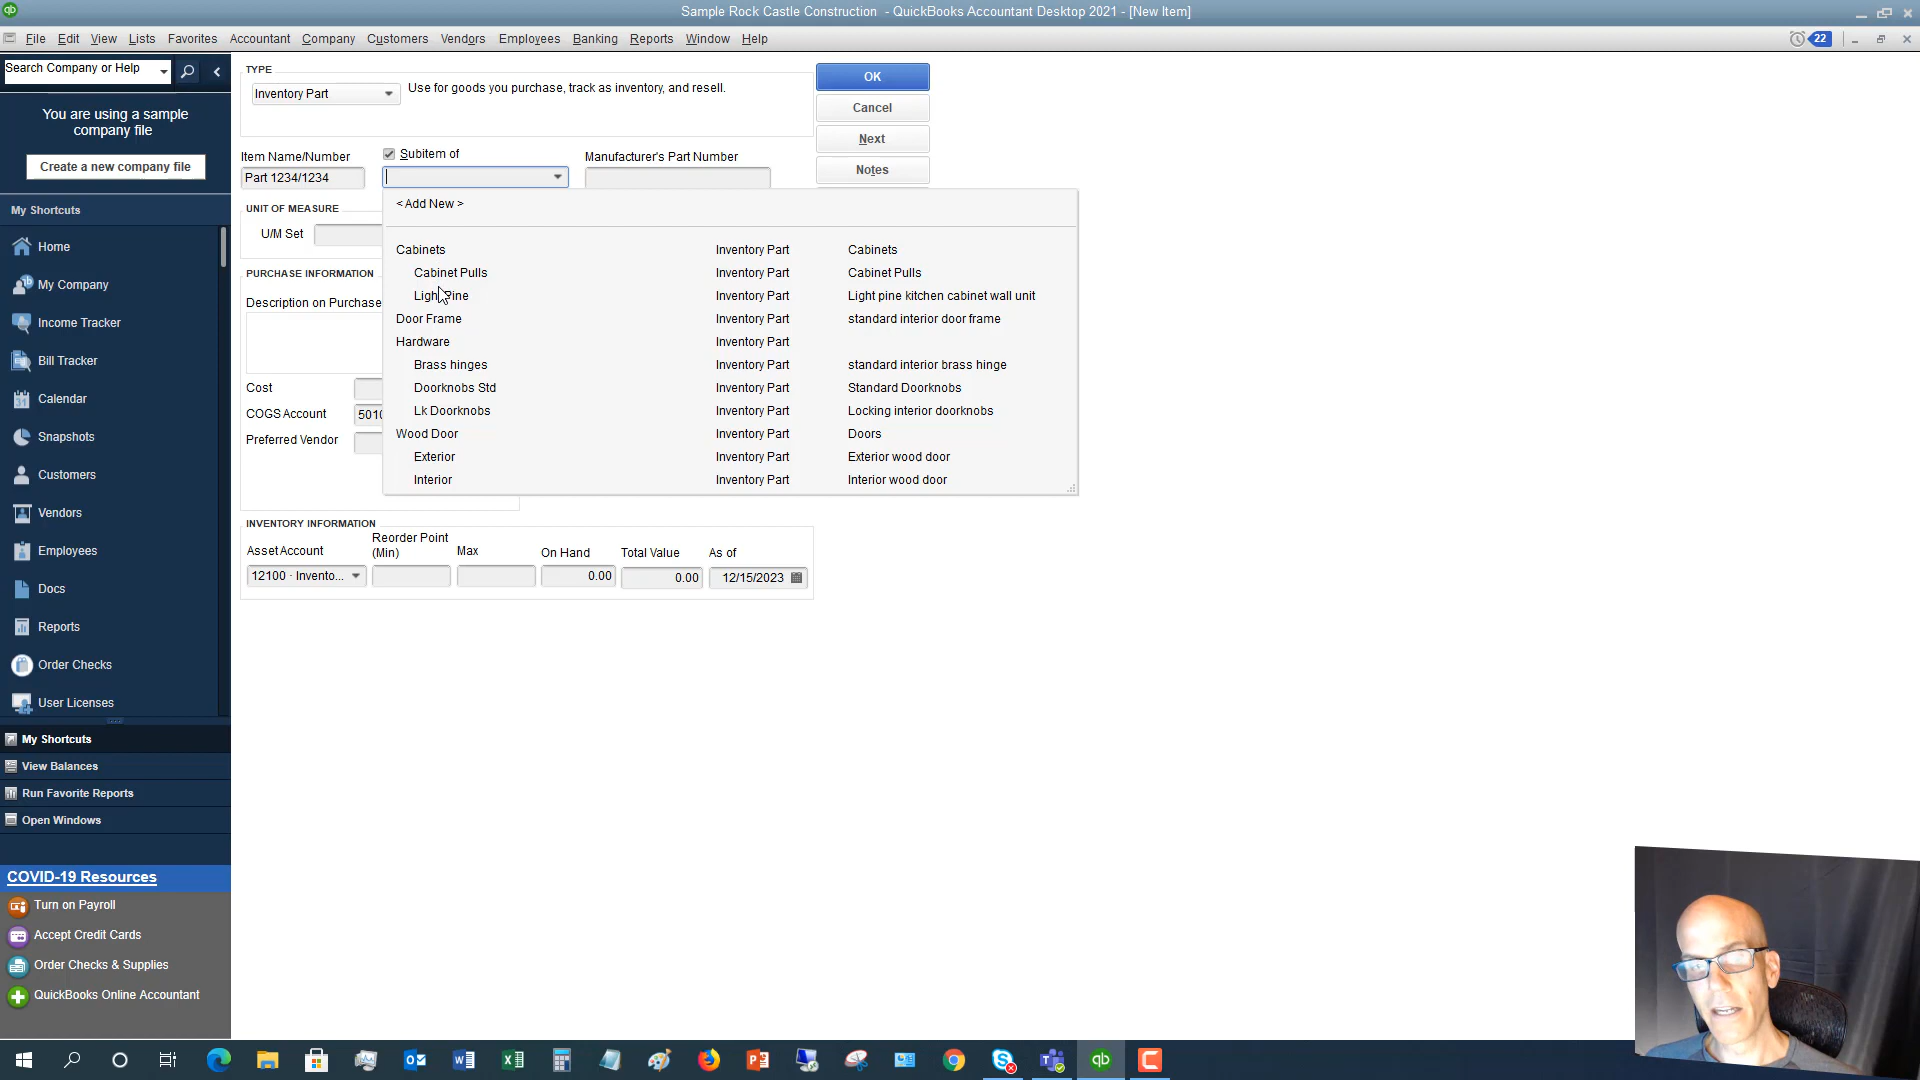 Sample Rock Castle Construction - QuickBooks Accountant Desktop 2021 - [New Item]
File Edit View Lists Favorites Accountant Company Customers Vendors Employees Banking Reports Window Help
22
Search Company or Help
You are using a sample
company file
Create a new company file
My Shortcuts
Home
My Company
Income Tracker
Bill Tracker
Calendar
Snapshots
Customers
Vendors
Employees
Docs
Reports
Order Checks
User Licenses
My Shortcuts
View Balances
Run Favorite Reports
Open Windows
COVID-19 Resources
Turn on Payroll
Accept Credit Cards
Order Checks & Supplies
QuickBooks Online Accountant
TYPE
Inventory Part
Use for goods you purchase, track as inventory, and resell.
OK
Cancel
Next
Notes
Item Name/Number
Subitem of
Manufacturer's Part Number
Part 1234/1234
UNIT OF MEASURE
U/M Set
PURCHASE INFORMATION
Description on Purchase
Cost
COGS Account 501
Preferred Vendor
< Add New >
Cabinets Inventory Part Cabinets
Cabinet Pulls Inventory Part Cabinet Pulls
Light Pine Inventory Part Light pine kitchen cabinet wall unit
Door Frame Inventory Part standard interior door frame
Hardware Inventory Part
Brass hinges Inventory Part standard interior brass hinge
Doorknobs Std Inventory Part Standard Doorknobs
Lk Doorknobs Inventory Part Locking interior doorknobs
Wood Door Inventory Part Doors
Exterior Inventory Part Exterior wood door
Interior Inventory Part Interior wood door
INVENTORY INFORMATION
Asset Account
Reorder Point
(Min)
Max
On Hand
Total Value
As of
12100 · Invento...
0.00
0.00
12/15/2023